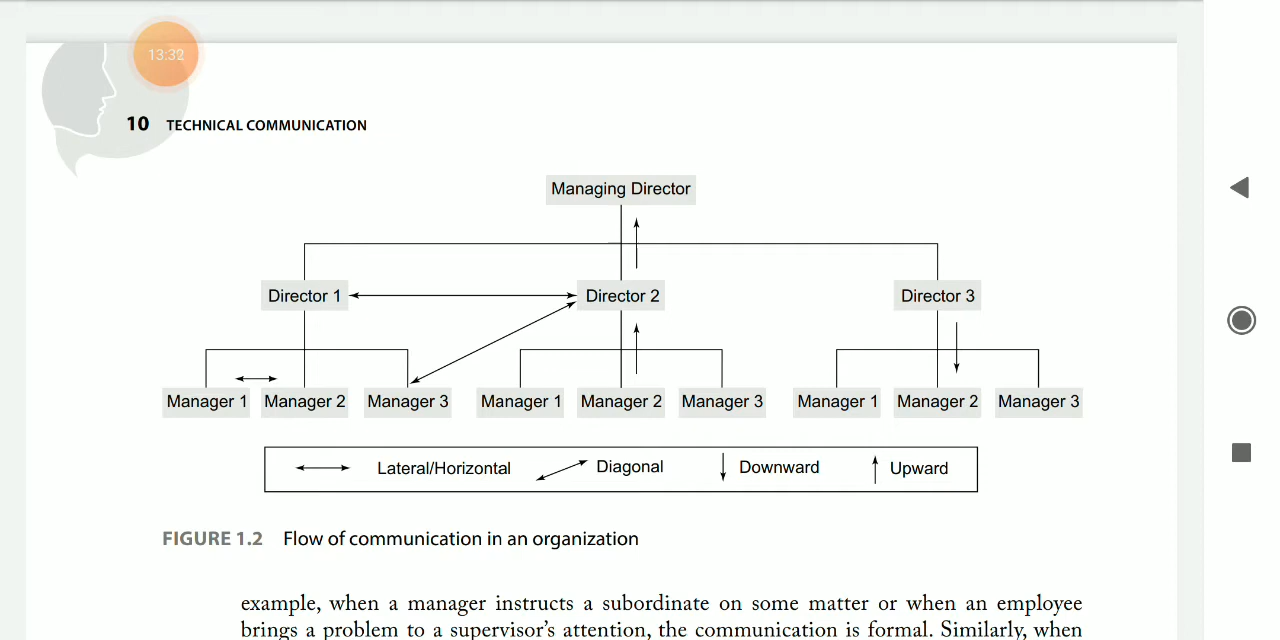 13:32
10 TECHNICAL COMMUNICATION
Managing Director
Director 1 Director 2 Director 3
Manager 1 Manager 2 Manager 3 Manager 1 Manager 2 Manager 3 Manager 1 Manager 2 Manager 3
Lateral/Horizontal Diagonal Downward Upward
FIGURE 1.2 Flow of communication in an organization
example, when a manager instructs a subordinate on some matter or when an employee
brings a problem to a supervisor’s attention, the communication is formal. Similarly, when